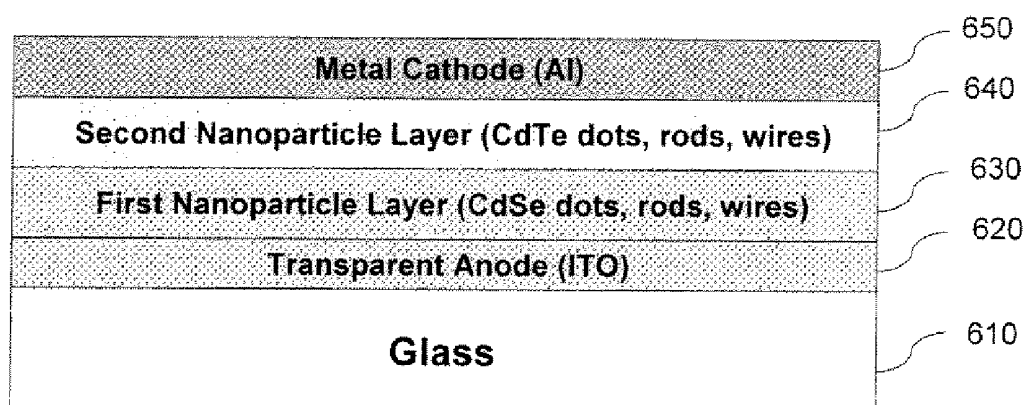 650
Metal Cathode (Al)
640
Second Nanoparticle Layer (CdTe dots, rods, wires)
630
First Nanoparticle Layer (CdSe dots, rods, wires)
620
Transparent Anode (ITO)
610
Glass